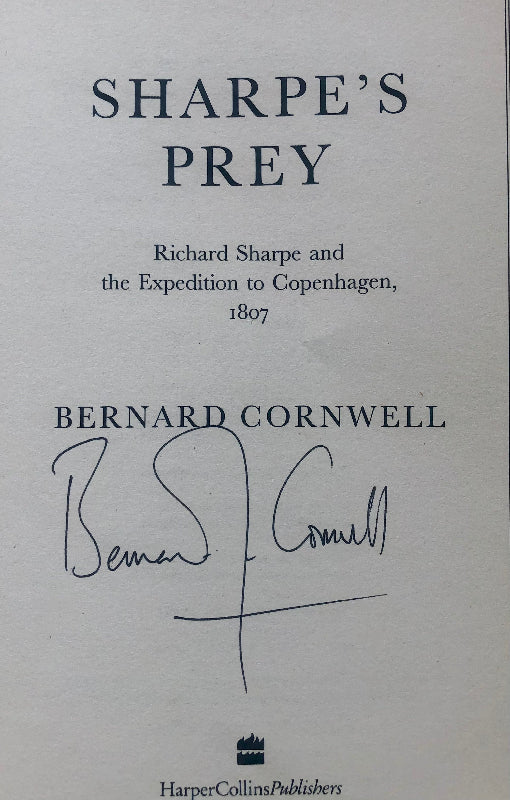 SHARPE'S
PREY
Richard Sharpe and
the Expedition to Copenhagen,
1807
BERNARD CORNWELL
Bernard Cornwell
HarperCollinsPublishers